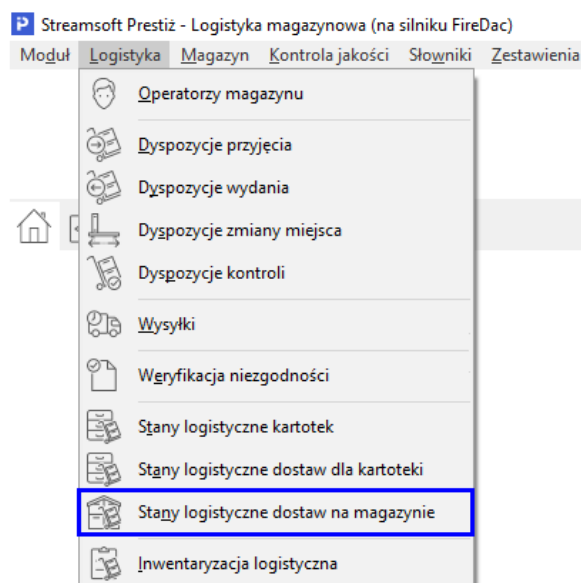 Streamsoft Prestiż - Logistyka magazynowa (na silniku FireDac)
Moduł Logistyka Magazyn Kontrola jakości Słowniki Zestawienia
Operatorzy magazynu
Dyspozycje przyjęcia
Dyspozycje wydania
Dyspozycje zmiany miejsca
Dyspozycje kontroli
Wysyłki
Weryfikacja niezgodności
Stany logistyczne kartotek
Stany logistyczne dostaw dla kartoteki
Stany logistyczne dostaw na magazynie
Inwentaryzacja logistyczna